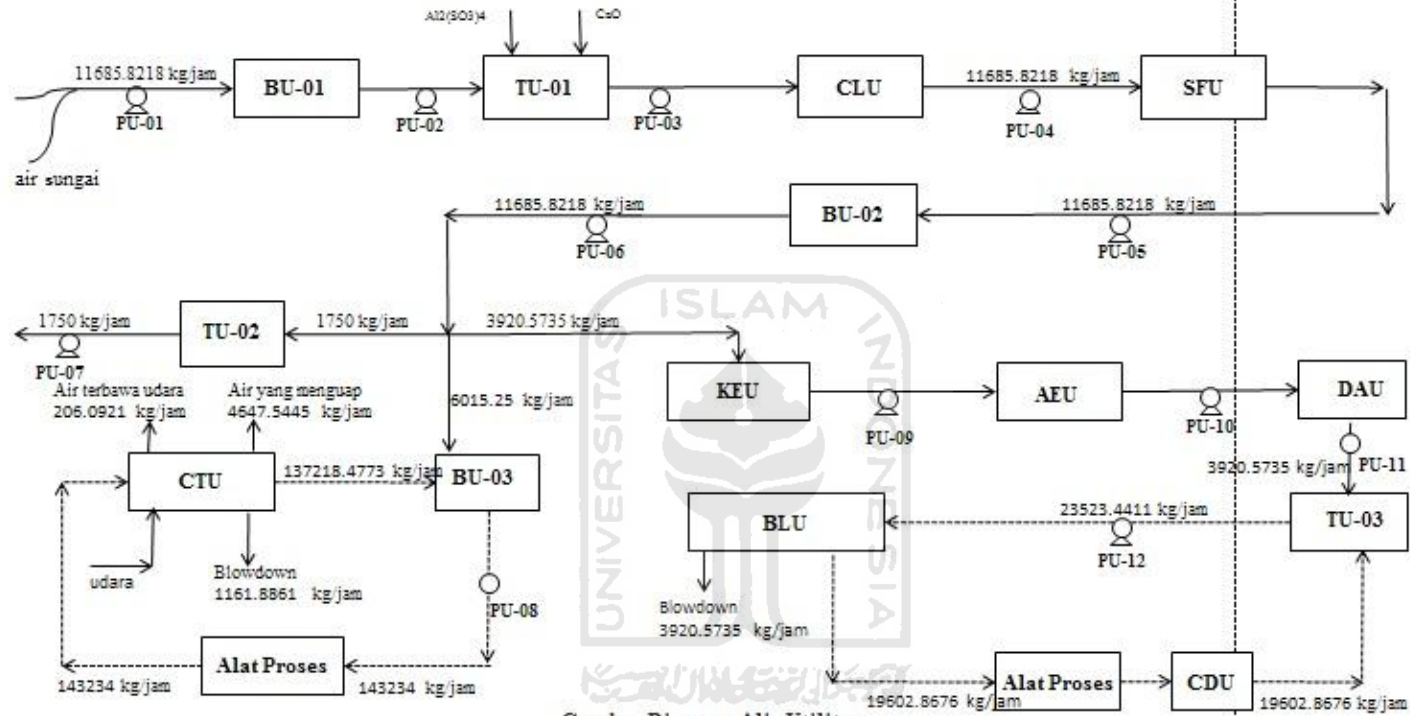 Al2(SO3)4
CaO
11685.8218 kg/jam
BU-01
TU-01
CLU
11685.8218 kg/jam
SFU
PU-01
PU-02
PU-03
PU-04
air sungai
11685.8218 kg/jam
BU-02
11685.8218 kg/jam
PU-06
PU-05
ISLAM
UNIVERSITAS
INDONESIA
1750 kg/jam
TU-02
1750 kg/jam
3920.5735 kg/jam
PU-07
KEU
AEU
DAU
PU-09
PU-10
PU-11
Air terbawa udara
206.0921 kg/jam
Air yang menguap
4647.5445 kg/jam
6015.25 kg/jam
3920.5735 kg/jam
CTU
137218.4773 kg/jam
BU-03
BLU
23523.4411 kg/jam
TU-03
PU-12
udara
Blowdown
1161.8861 kg/jam
PU-08
Blowdown
3920.5735 kg/jam
Alat Proses
143234 kg/jam
143234 kg/jam
Alat Proses
CDU
19602.8676 kg/jam
19602.8676 kg/jam